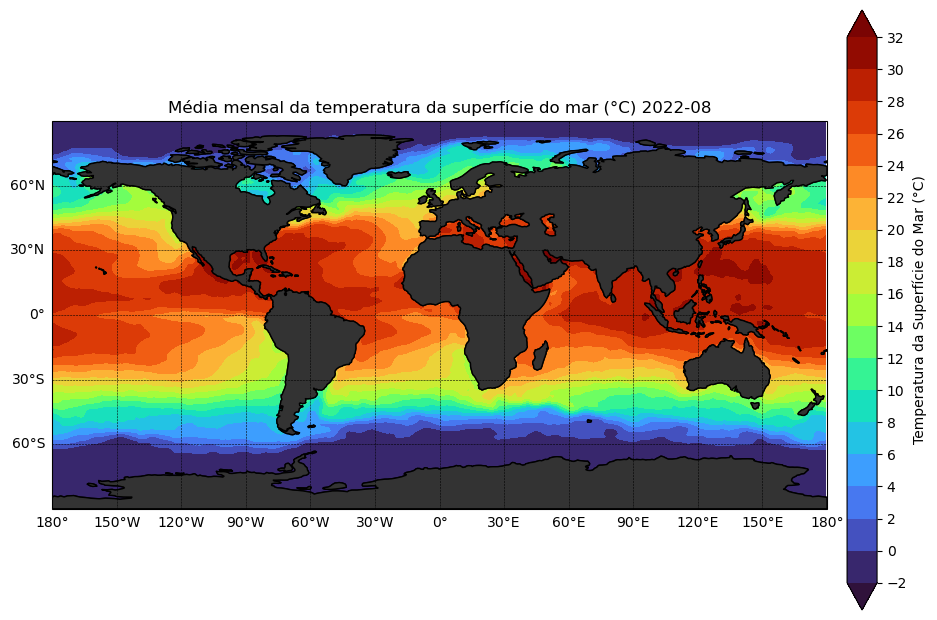 Média mensal da temperatura da superfície do mar (°C) 2022-08
60°N
30°N
0°
30°S
60°S
180° 150°W 120°W 90°W 60°W 30°W 0° 30°E 60°E 90°E 120°E 150°E 180°
32
30
28
26
24
22
20
18
16
14
12
10
8
6
4
2
0
−2
Temperatura da Superfície do Mar (°C)